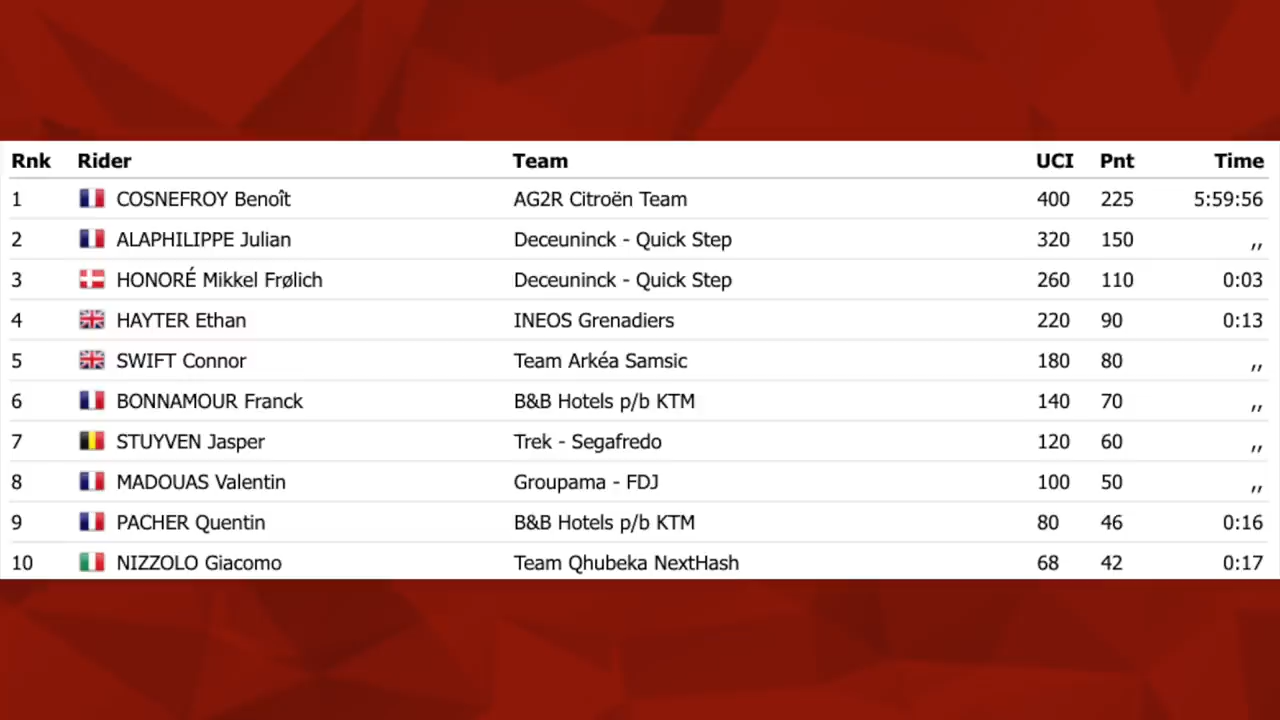 Rnk Rider Team UCI Pnt Time
1 COSNEFROY Benoît AG2R Citroën Team 400 225 5:59:56
2 ALAPHILIPPE Julian Deceuninck - Quick Step 320 150 ,,
3 HONORÉ Mikkel Frølich Deceuninck - Quick Step 260 110 0:03
4 HAYTER Ethan INEOS Grenadiers 220 90 0:13
5 SWIFT Connor Team Arkéa Samsic 180 80 ,,
6 BONNAMOUR Franck B&B Hotels p/b KTM 140 70 ,,
7 STUYVEN Jasper Trek - Segafredo 120 60 ,,
8 MADOUAS Valentin Groupama - FDJ 100 50 ,,
9 PACHER Quentin B&B Hotels p/b KTM 80 46 0:16
10 NIZZOLO Giacomo Team Qhubeka NextHash 68 42 0:17